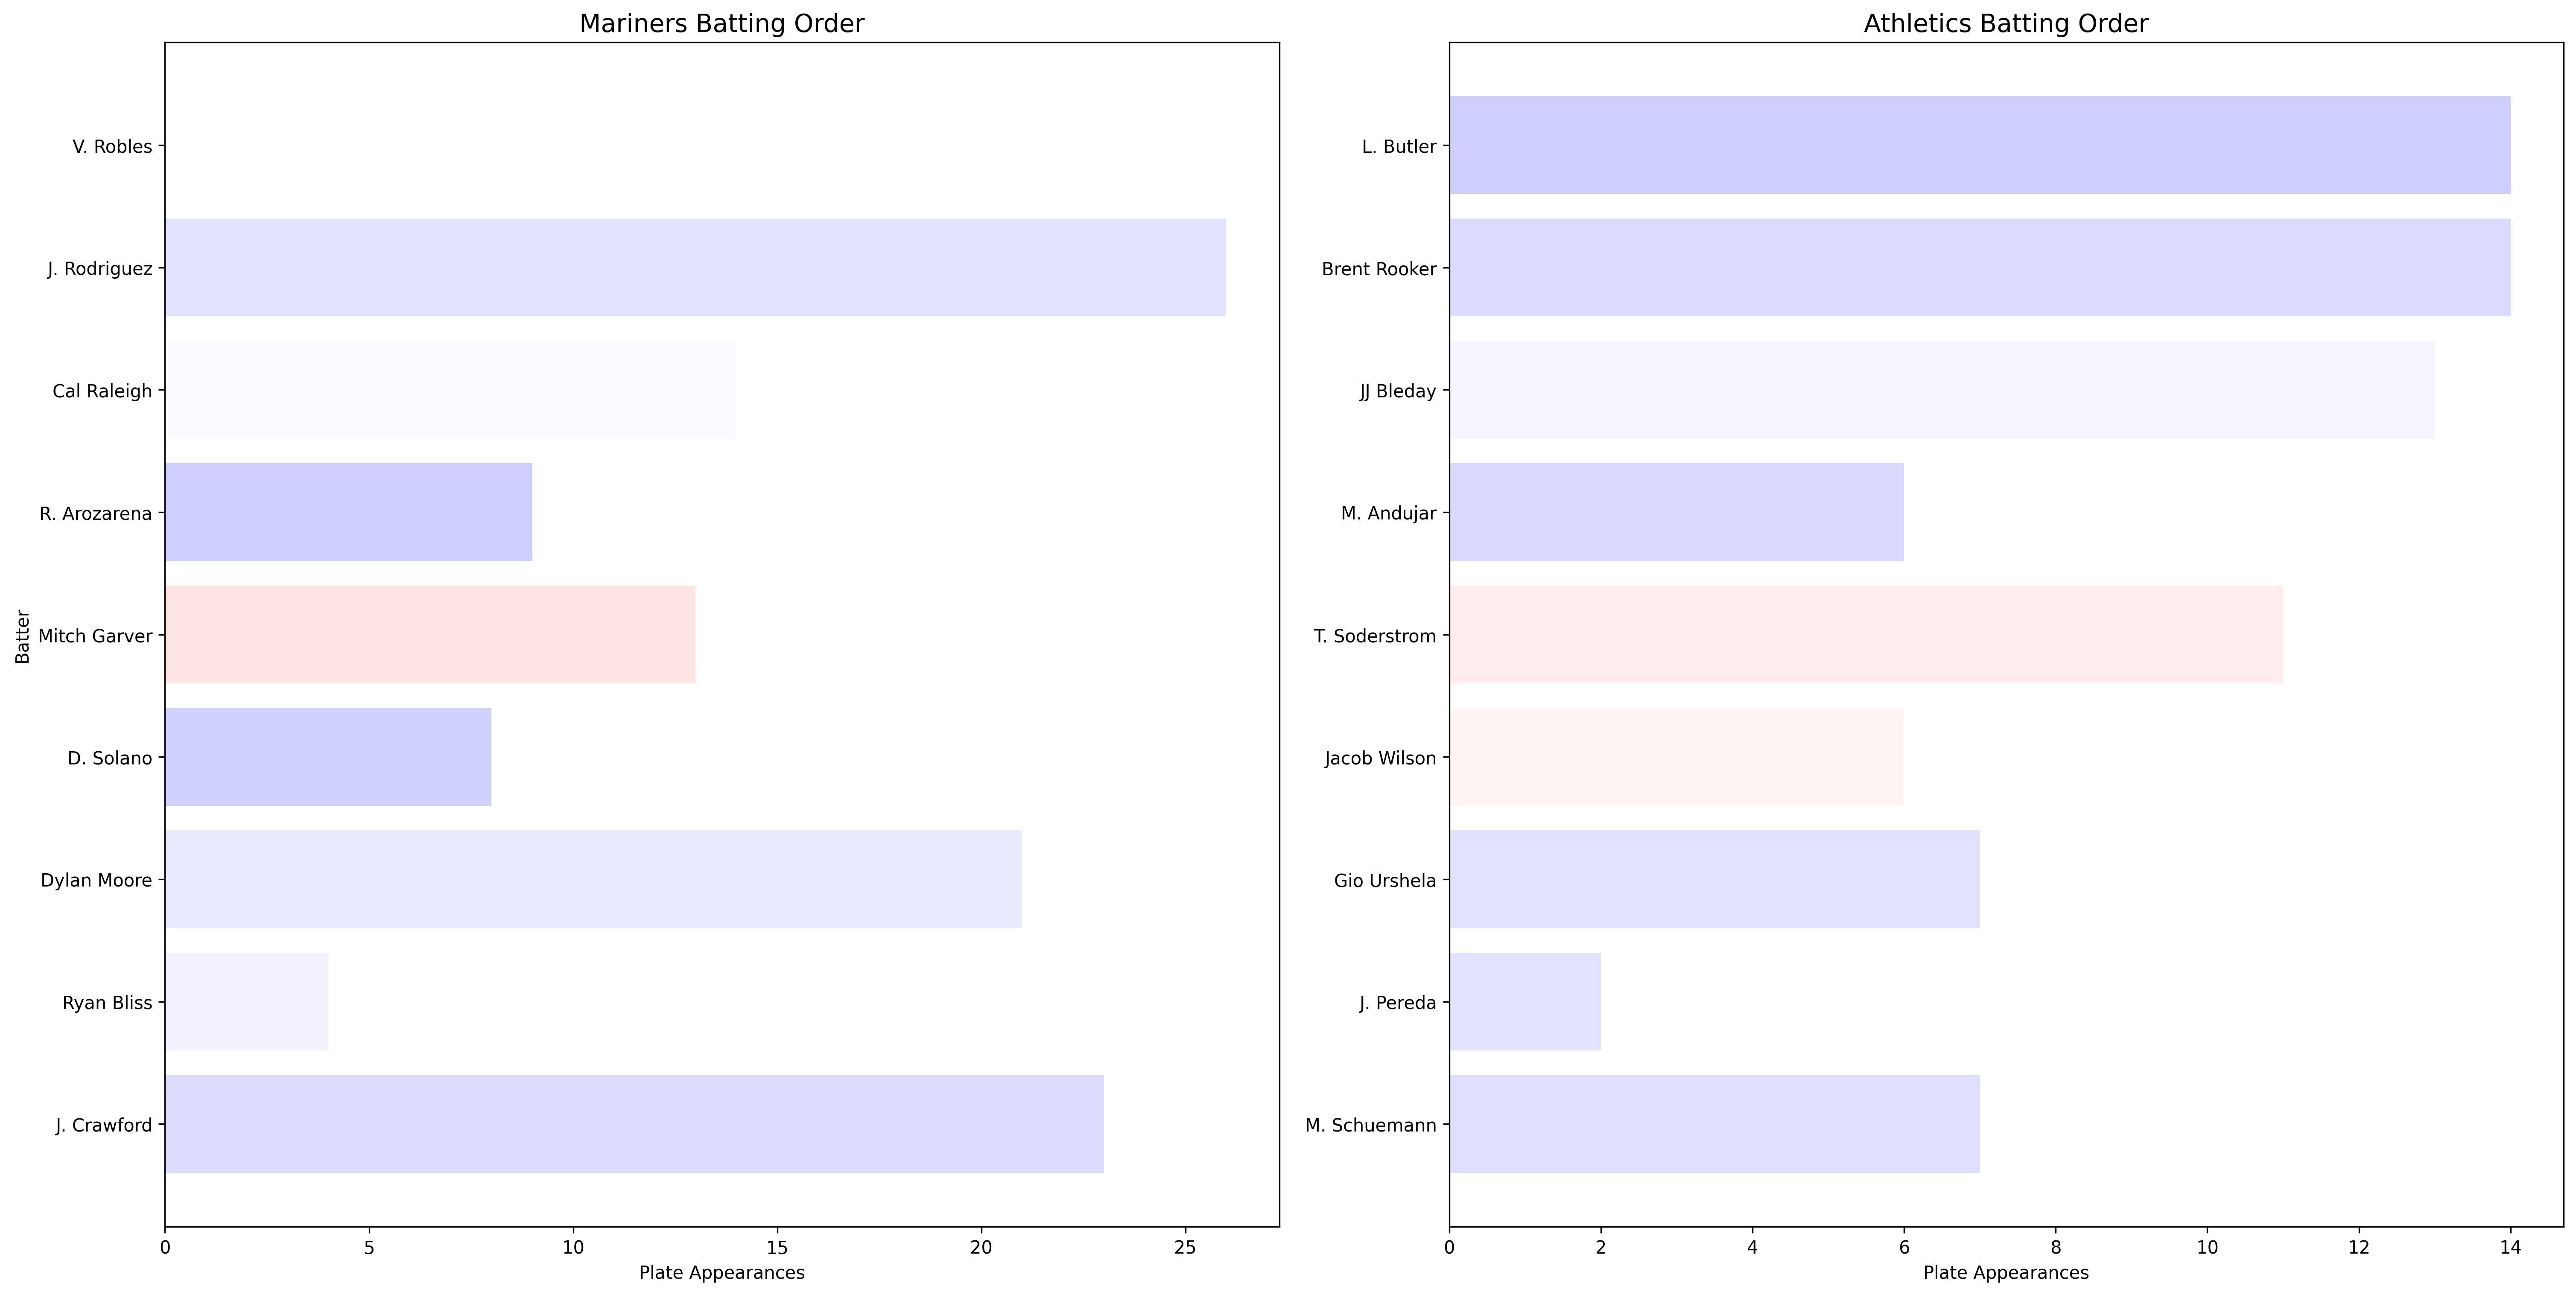 Mariners Batting Order
V. Robles
J. Rodriguez
Cal Raleigh
R. Arozarena
Mitch Garver
D. Solano
Dylan Moore
Ryan Bliss
J. Crawford
Batter
0 5 10 15 20 25
Plate Appearances
Athletics Batting Order
L. Butler
Brent Rooker
JJ Bleday
M. Andujar
T. Soderstrom
Jacob Wilson
Gio Urshela
J. Pereda
M. Schuemann
0 2 4 6 8 10 12 14
Plate Appearances